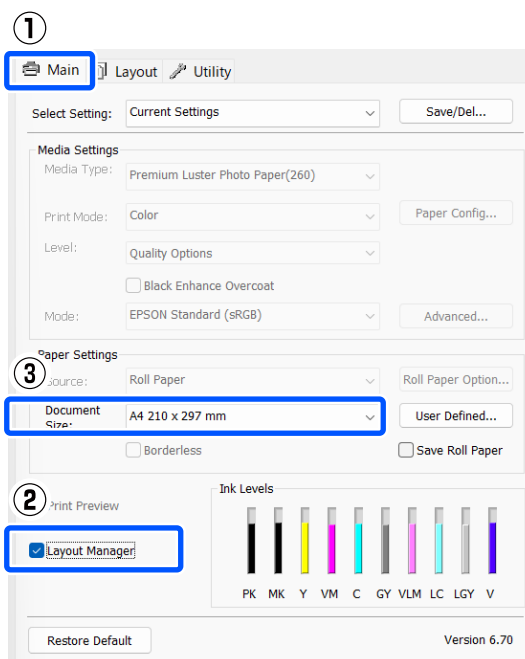 ①
Main Layout Utility
Select Setting: Current Settings Save/Del...
Media Settings
Media Type: Premium Luster Photo Paper(260)
Print Mode: Color Paper Config...
Level: Quality Options
Black Enhance Overcoat
Mode: EPSON Standard (sRGB) Advanced...
Paper Settings
③
Source: Roll Paper Roll Paper Option...
Document
Size: A4 210 x 297 mm User Defined...
Borderless Save Roll Paper
② Ink Levels
Print Preview
Layout Manager
PK MK Y VM C GY VLM LC LGY V
Restore Default Version 6.70